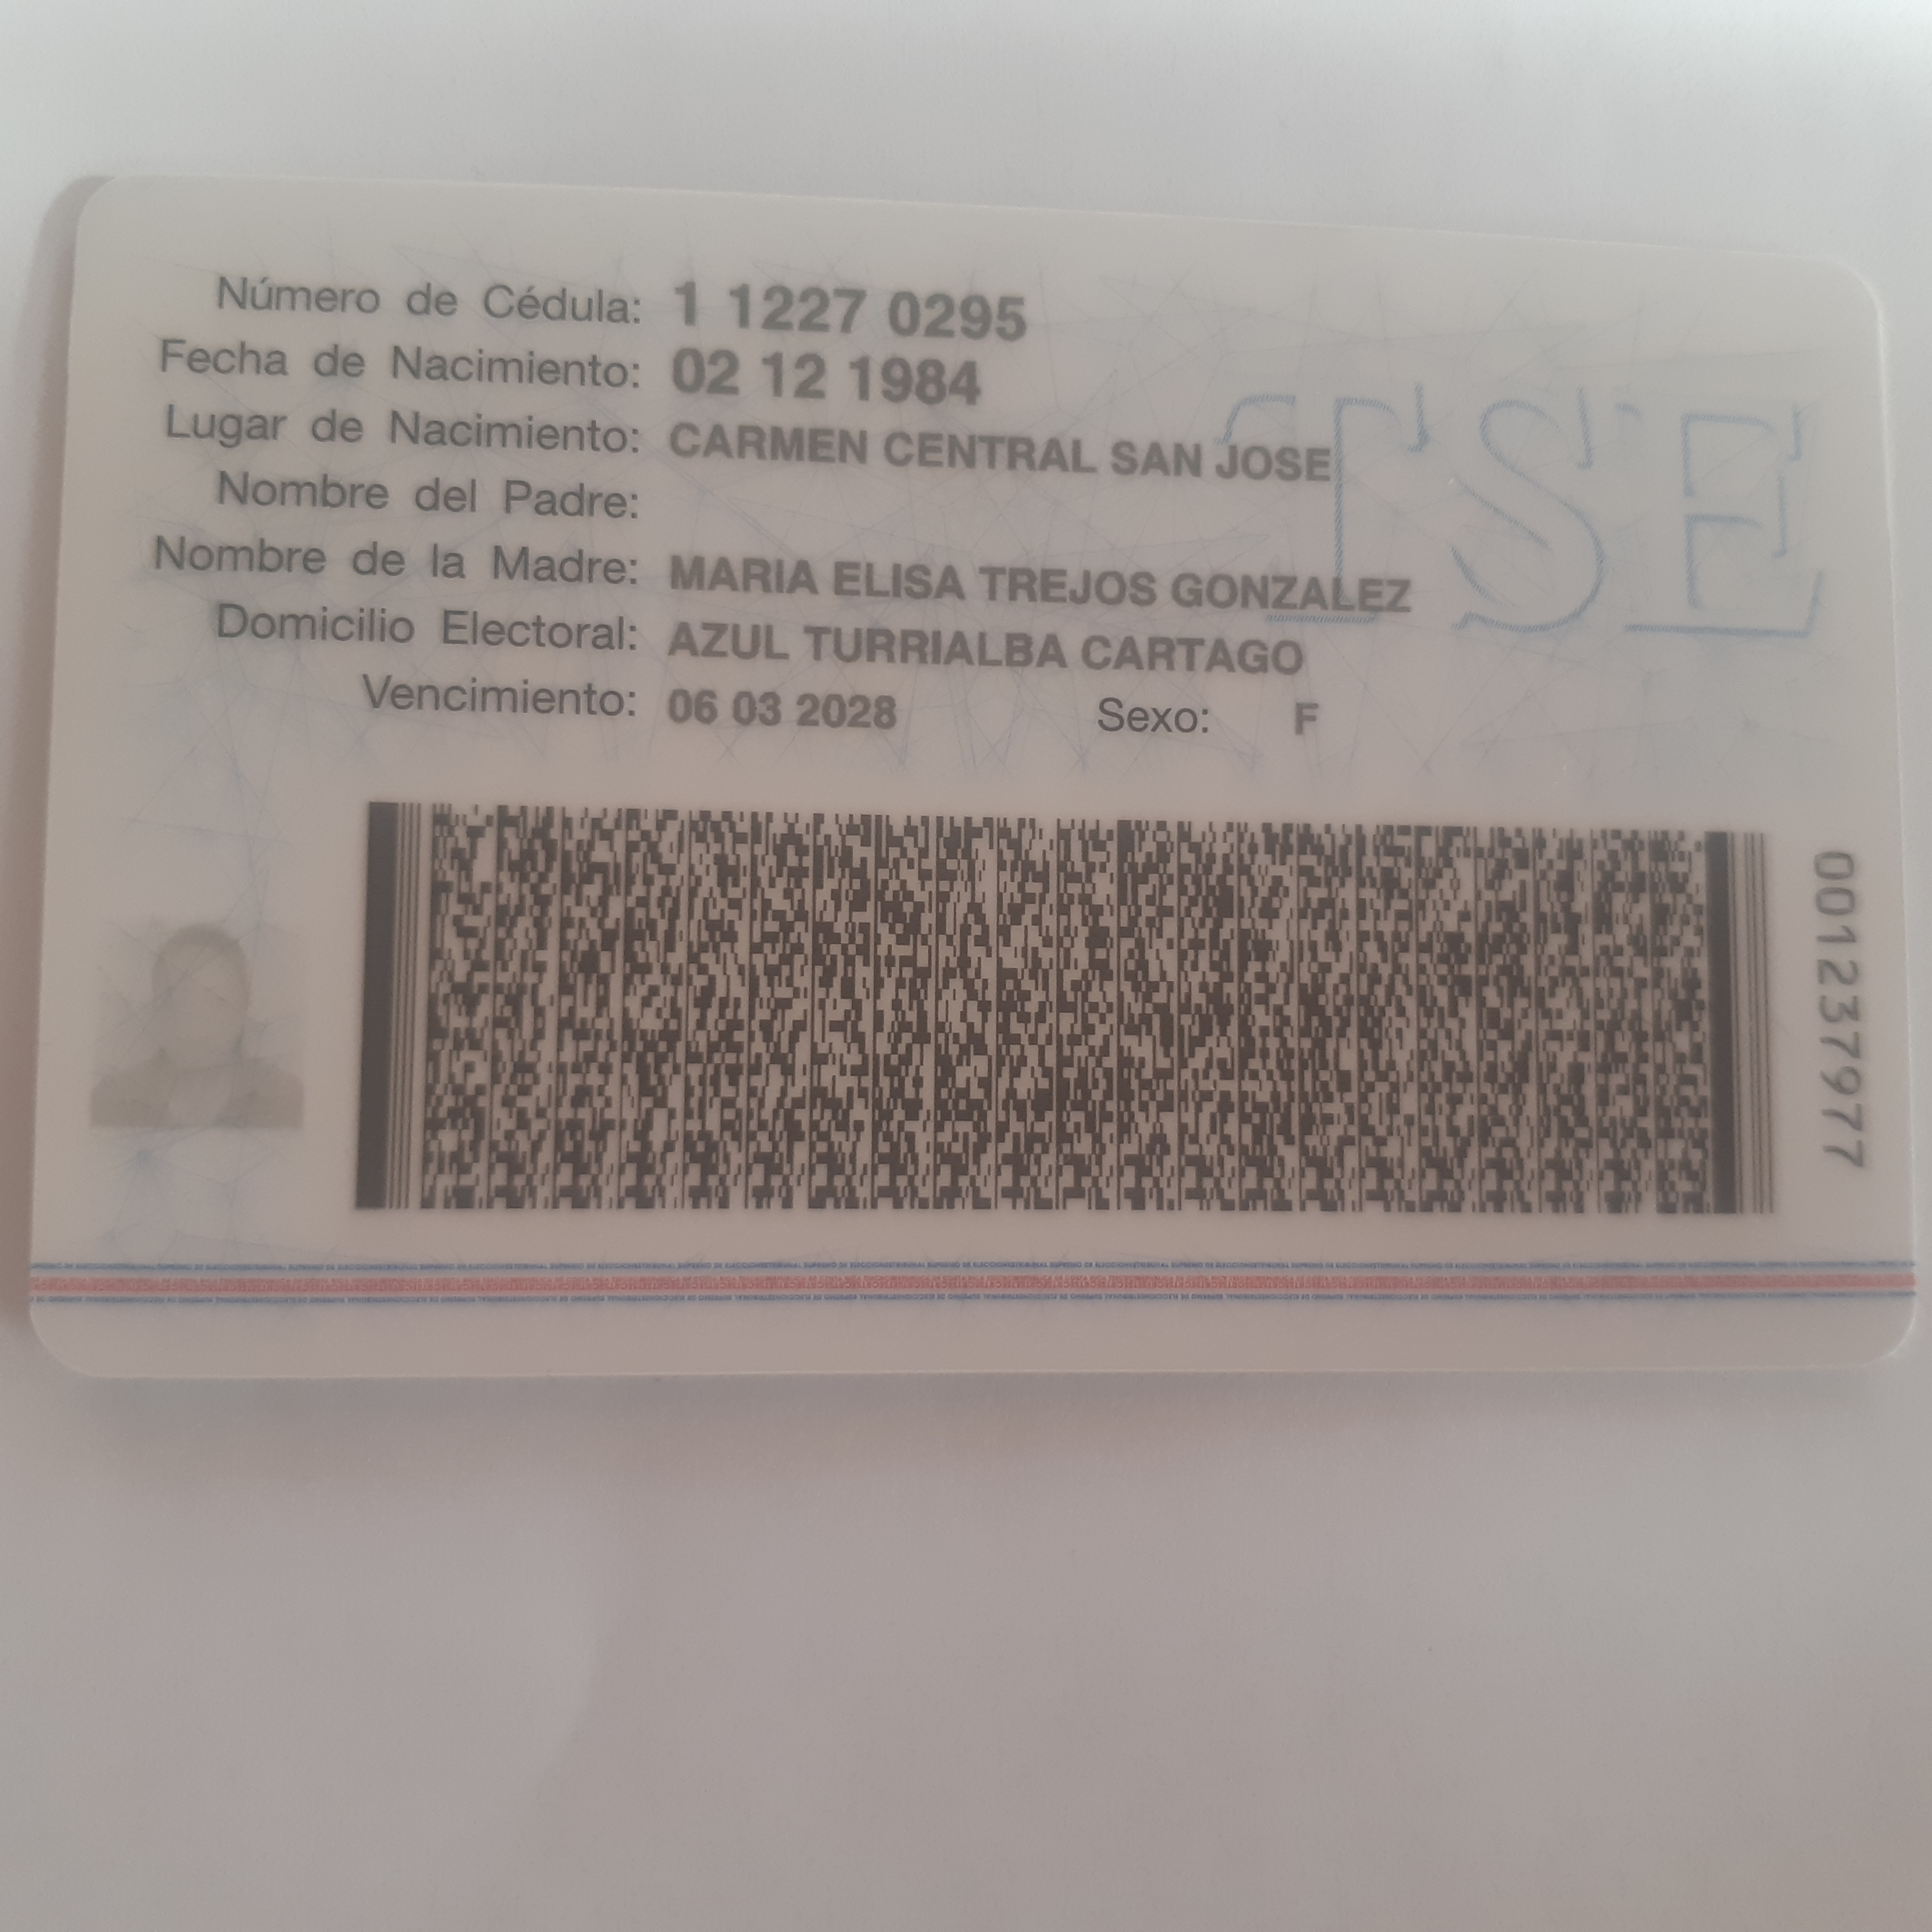 Número de Cédula: 1 1227 0295
Fecha de Nacimiento: 02 12 1984
Lugar de Nacimiento: CARMEN CENTRAL SAN JOSE
Nombre del Padre:
Nombre de la Madre: MARIA ELISA TREJOS GONZALEZ
Domicilio Electoral: AZUL TURRIALBA CARTAGO
Vencimiento: 06 03 2028 Sexo: F
TSE
001237977